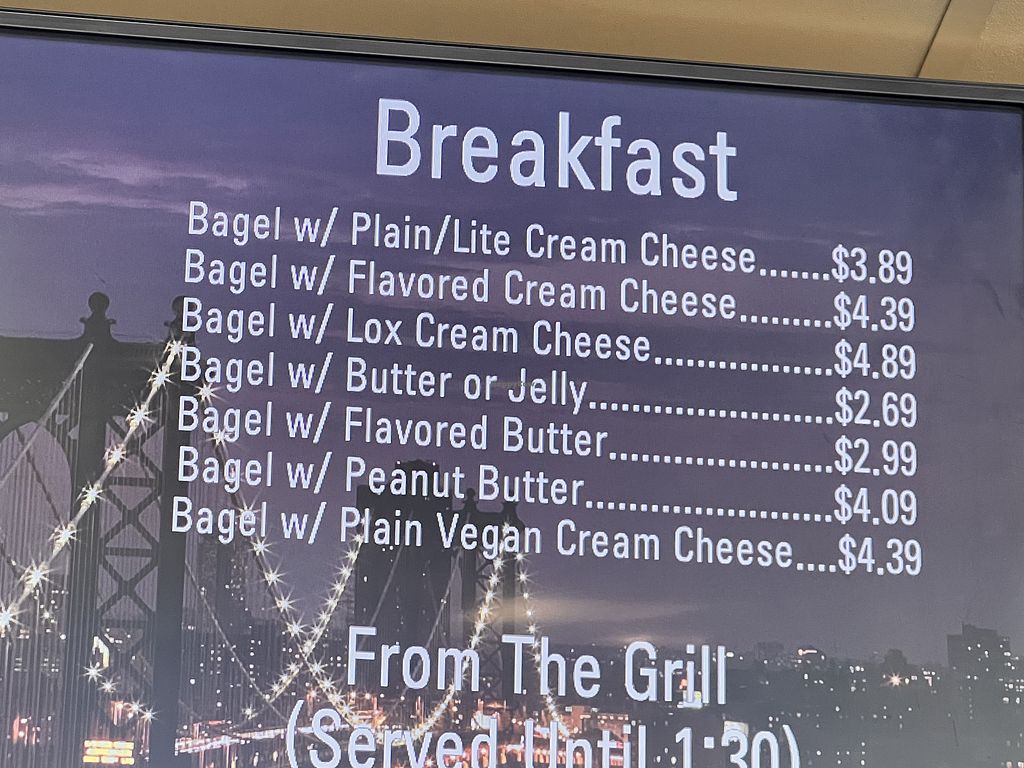 Breakfast
Bagel w/ Plain/Lite Cream Cheese.......$3.89
Bagel w/ Flavored Cream Cheese.........$4.39
Bagel w/ Lox Cream Cheese.................$4.89
Bagel w/ Butter or Jelly.......................$2.69
Bagel w/ Flavored Butter.....................$2.99
Bagel w/ Peanut Butter.......................$4.09
Bagel w/ Plain Vegan Cream Cheese....$4.39
From The Grill
(Served Until 1:30)